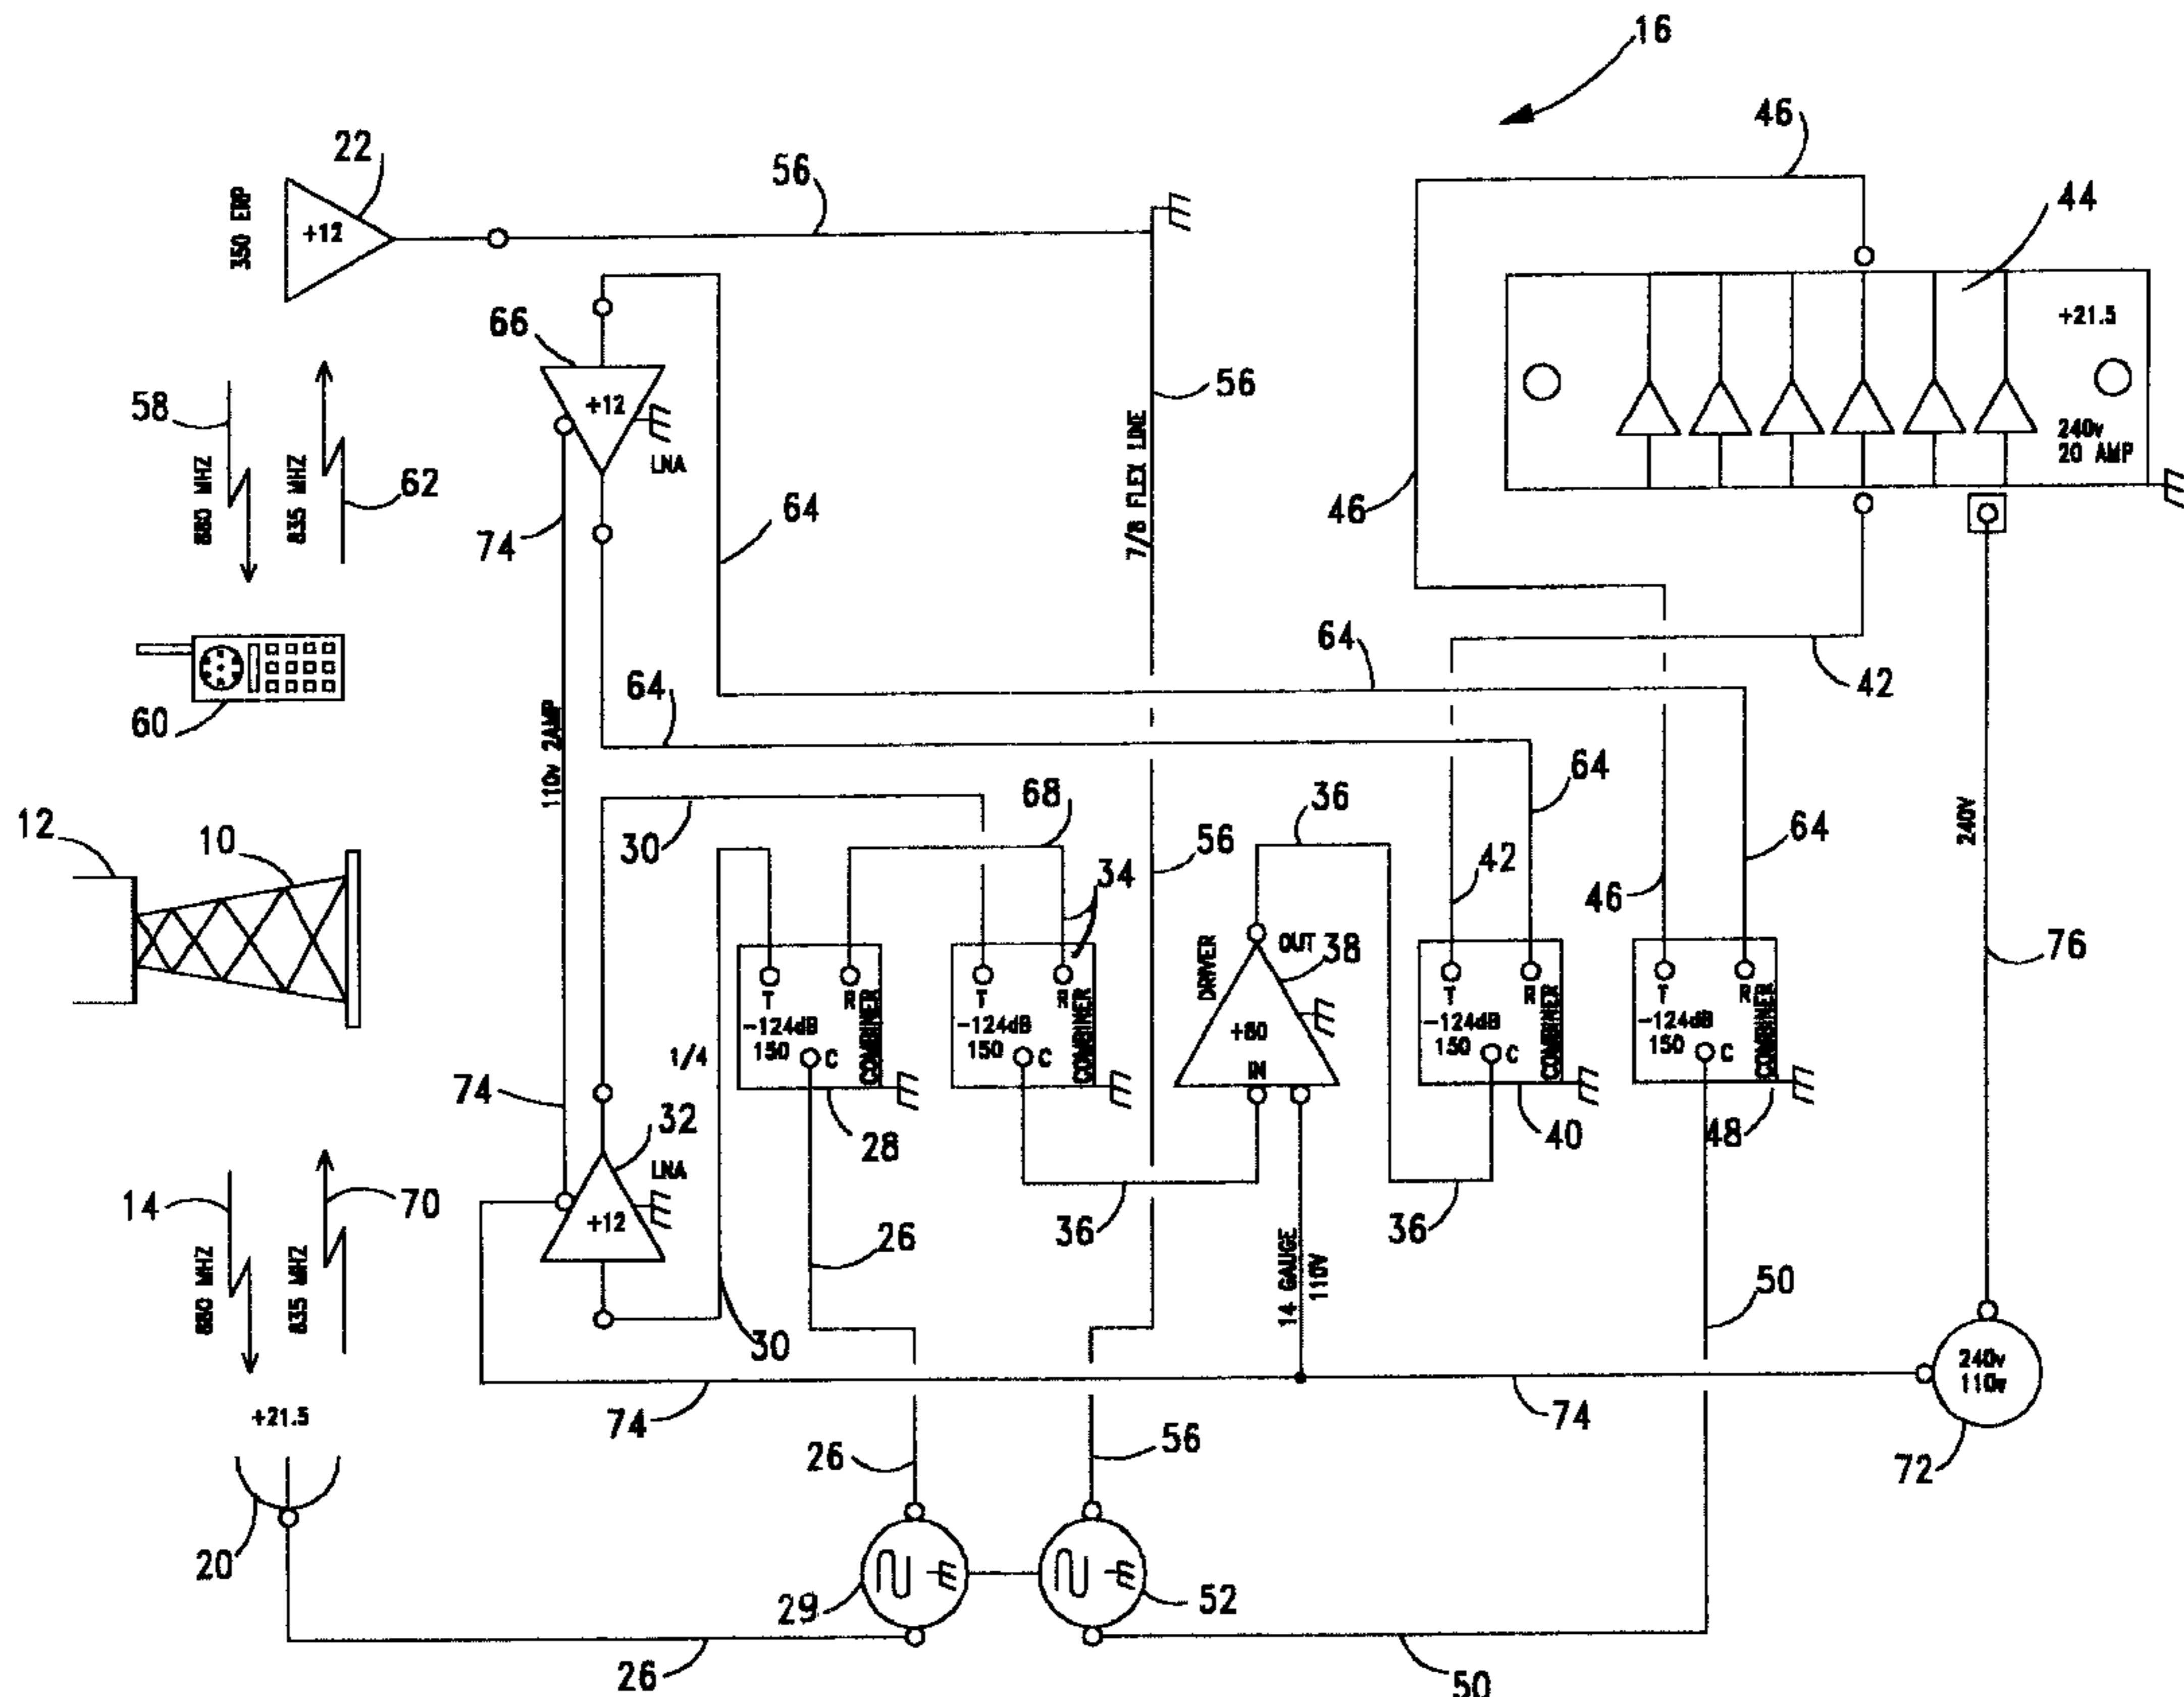 16
46
22
56
44
350 ERP
+12
+21.5
66
58
+12
56
880 MHZ
835 MHZ
62
LNA
7/8 FLEX LINE
240v
20 AMP
74
64
46
64
42
60
64
110v 2AMP
64
12
10
30
68
36
240V
64
56
34
42
46
DRIVER
OUT
38
76
T
R
T
R
T
R
T
R
-124dB
150
C
COMBINER
-124dB
150
C
COMBINER
+80
IN
-124dB
150
C
COMBINER
-124dB
150
C
COMBINER
1/4
74
32
28
40
48
LNA
14
70
+12
26
36
36
880 MHZ
835 MHZ
14 GAUGE
110V
50
30
240v
110v
+21.5
74
74
26
56
72
20
29
52
26
50